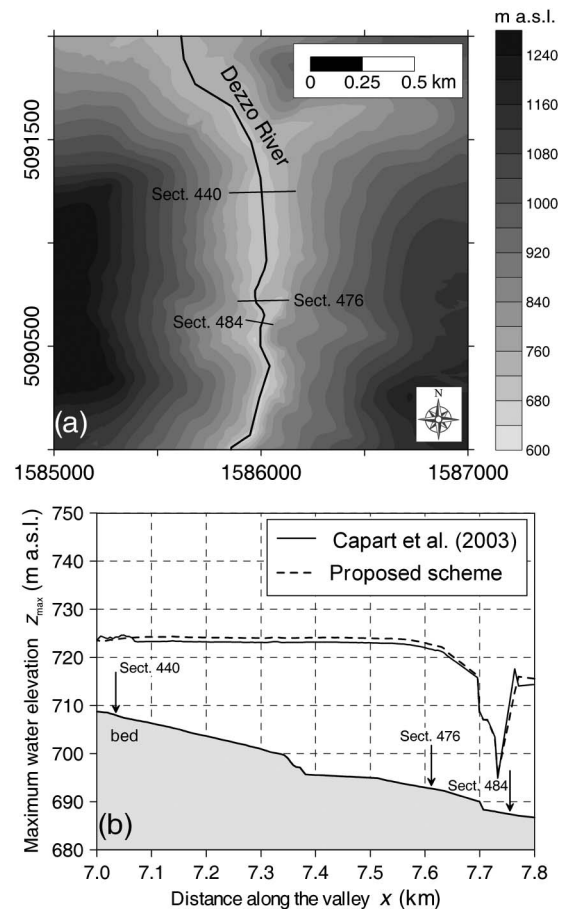 m a.s.l.
1240
1160
1080
1000
920
840
760
680
600
0 0.25 0.5 km
Dezzo River
5091500
5090500
Sect. 440
Sect. 476
Sect. 484
N
(a)
1585000 1586000 1587000
750
740
730
720
710
700
690
680
Maximum water elevation zmax (m a.s.l.)
Capart et al. (2003)
Proposed scheme
Sect. 440
bed
Sect. 476
Sect. 484
(b)
7.0 7.1 7.2 7.3 7.4 7.5 7.6 7.7 7.8
Distance along the valley x (km)